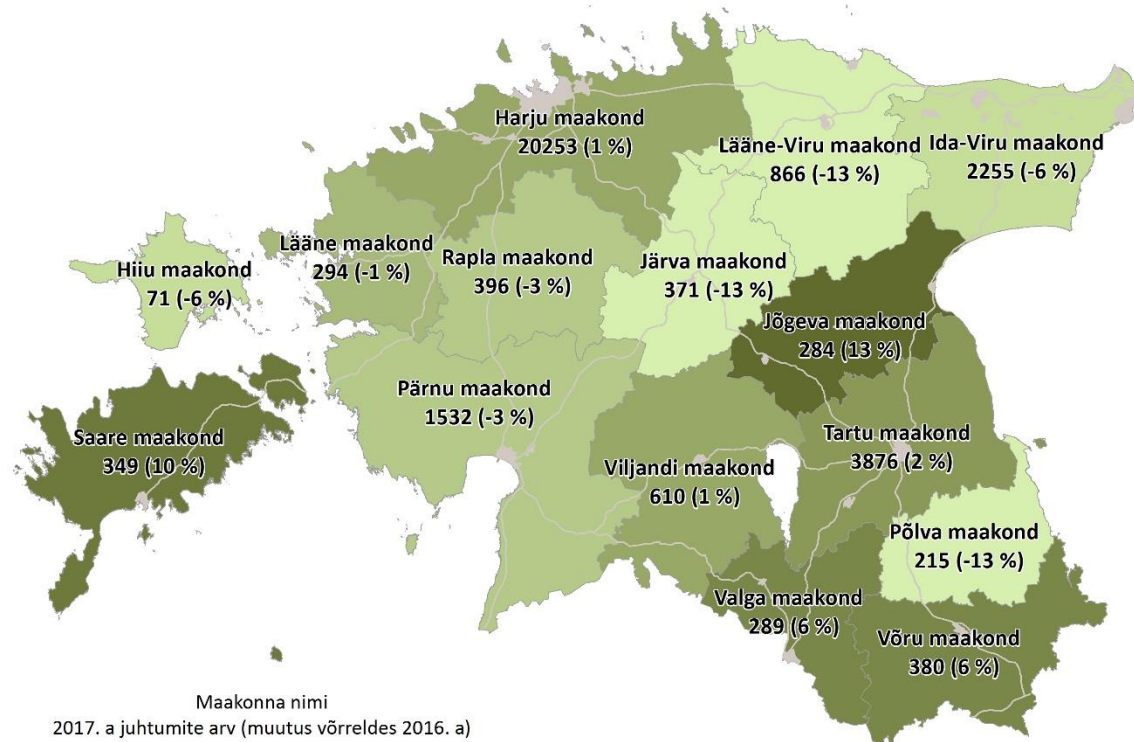 Harju maakond
20253 (1 %)
Lääne-Viru maakond
866 (-13 %)
Ida-Viru maakond
2255 (-6 %)
Hiiu maakond
71 (-6 %)
Lääne maakond
294 (-1 %)
Rapla maakond
396 (-3 %)
Järva maakond
371 (-13 %)
Jõgeva maakond
284 (13 %)
Saare maakond
349 (10 %)
Pärnu maakond
1532 (-3 %)
Viljandi maakond
610 (1 %)
Tartu maakond
3876 (2 %)
Põlva maakond
215 (-13 %)
Valga maakond
289 (6 %)
Võru maakond
380 (6 %)
Maakonna nimi
2017. a juhtumite arv (muutus võrreldes 2016. a)